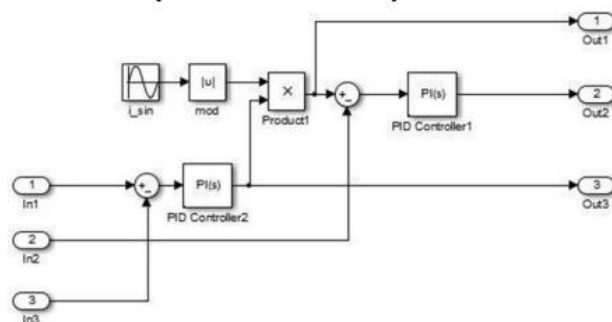 1
Out1
i_sin
|u|
mod
×
Product1
+
-
PI(s)
PID Controller1
2
Out2
1
In1
+
-
PI(s)
PID Controller2
3
Out3
2
In2
3
In3